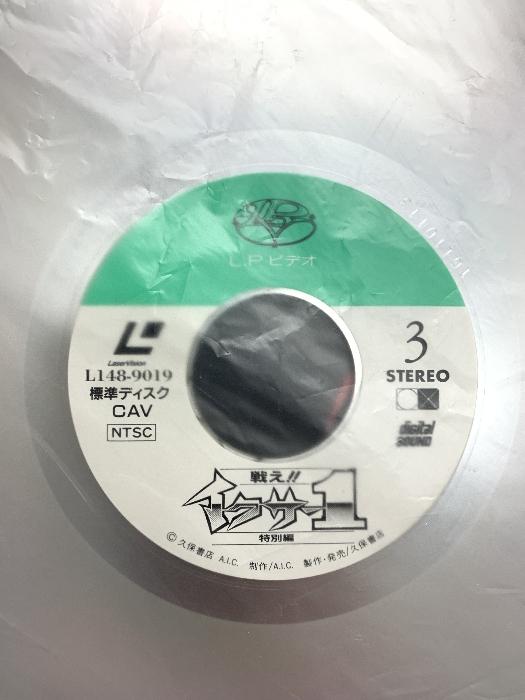 L.P.ビデオ
LaserVision
L148-9019
標準ディスク
CAV
NTSC
3
STEREO
digital
SOUND
戦え!!
イクサー1
特別編
© 久保書店 A.I.C. 制作/A.I.C. 製作・発売/久保書店